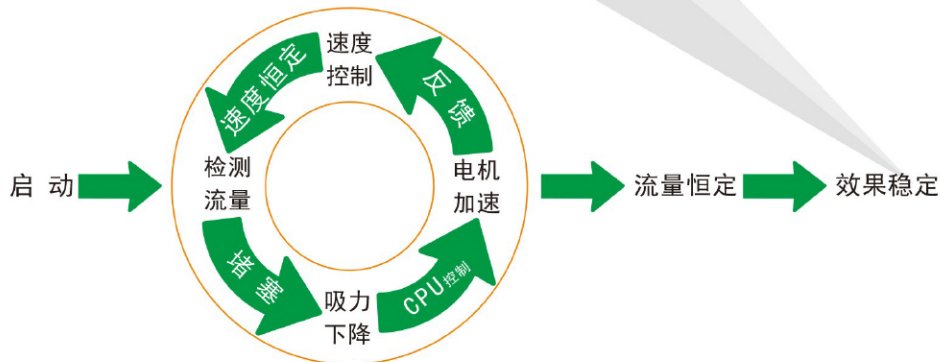 启动
速度
控制
速度恒定
反馈
检测
流量
电机
加速
堵塞
吸力
下降
CPU控制
流量恒定
效果稳定